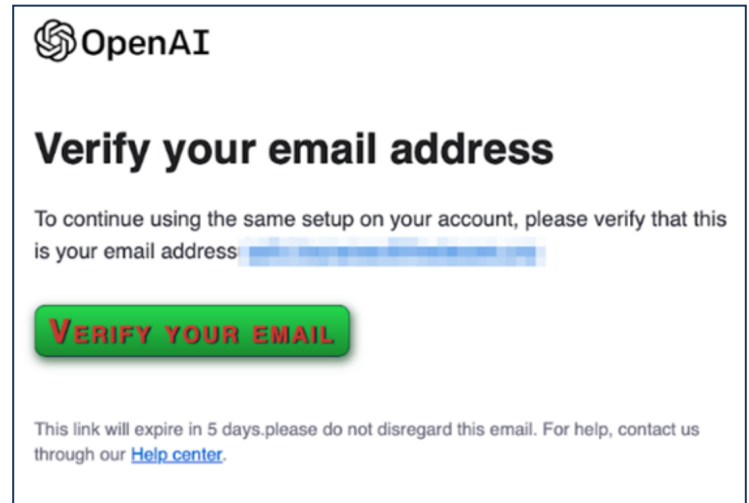 OpenAI
Verify your email address
To continue using the same setup on your account, please verify that this
is your email address
VERIFY YOUR EMAIL
This link will expire in 5 days.please do not disregard this email. For help, contact us
through our Help center.